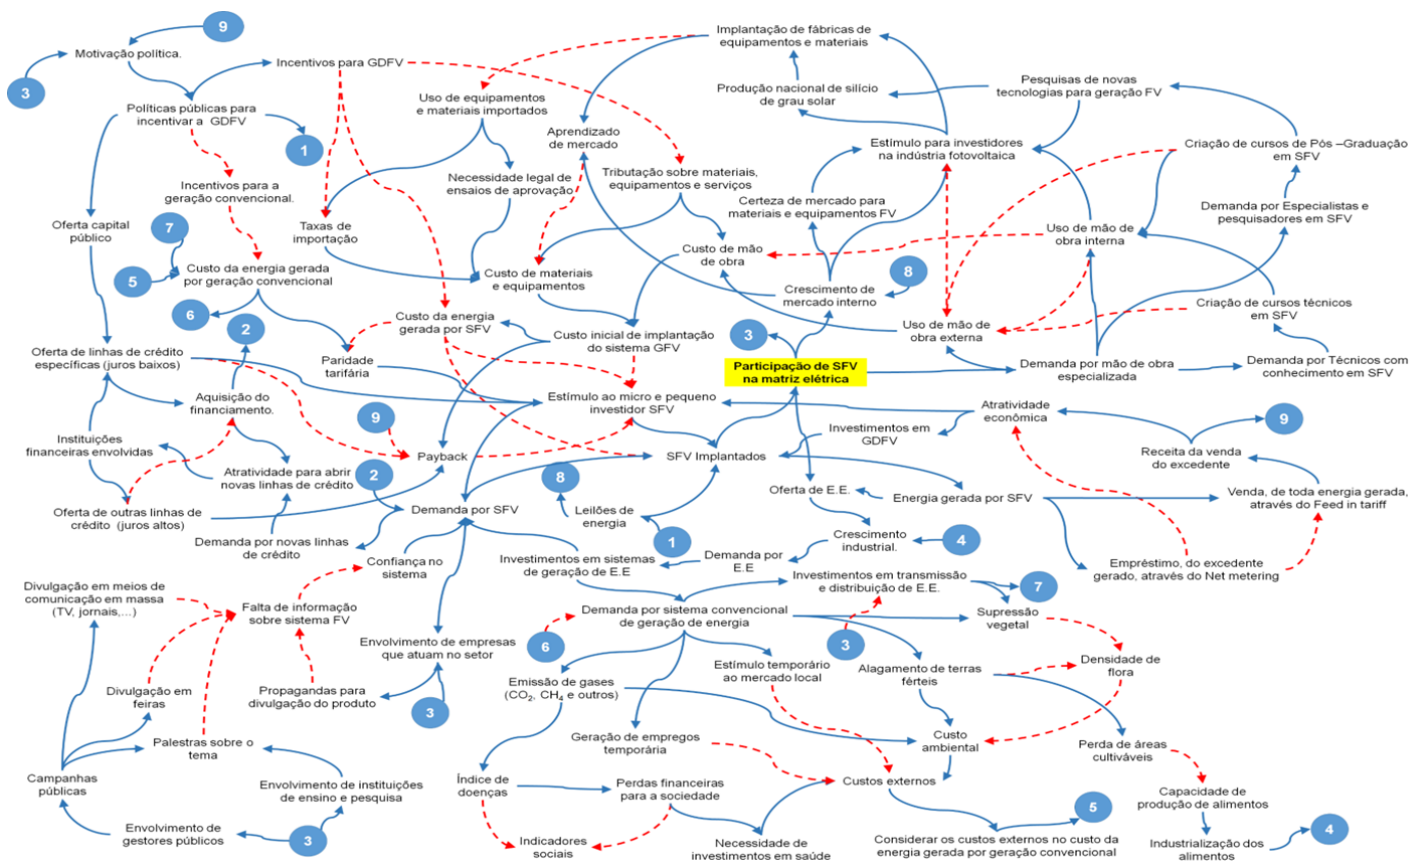 9
Motivação política.
3
Incentivos para GDFV
Implantação de fábricas de
equipamentos e materiais
Políticas públicas para
incentivar a GDFV
1
Uso de equipamentos
e materiais importados
Produção nacional de silício
de grau solar
Pesquisas de novas
tecnologias para geração FV
Aprendizado
de mercado
Estímulo para investidores
na indústria fotovoltaica
Criação de cursos de Pós –Graduação
em SFV
Incentivos para a
geração convencional.
Necessidade legal de
ensaios de aprovação
Tributação sobre materiais,
equipamentos e serviços
Certeza de mercado para
materiais e equipamentos FV
Demanda por Especialistas e
pesquisadores em SFV
Oferta capital
público
7
Taxas de
importação
Custo de mão
de obra
Uso de mão de
obra interna
5
Custo da energia gerada
por geração convencional
Custo de materiais
e equipamentos
8
Crescimento de
mercado interno
Criação de cursos técnicos
em SFV
6
2
Custo da energia
gerada por SFV
Custo inicial de implantação
do sistema GFV
3
Uso de mão de
obra externa
Oferta de linhas de crédito
específicas (juros baixos)
Paridade
tarifária
Participação de SFV
na matriz elétrica
Demanda por mão de obra
especializada
Demanda por Técnicos com
conhecimento em SFV
Aquisição do
financiamento.
Estímulo ao micro e pequeno
investidor SFV
Atratividade
econômica
9
9
Instituições
financeiras envolvidas
Investimentos em
GDFV
Receita da venda
do excedente
Payback
SFV Implantados
Atratividade para abrir
novas linhas de crédito
2
8
Oferta de E.E.
Energia gerada por SFV
Venda, de toda energia gerada,
através do Feed in tariff
Oferta de outras linhas de
crédito (juros altos)
Demanda por SFV
Leilões de
energia
1
Crescimento
industrial.
4
Demanda por novas linhas
de crédito
Confiança no
sistema
Investimentos em sistemas
de geração de E.E
Demanda por
E.E
Empréstimo, do excedente
gerado, através do Net metering
Divulgação em meios de
comunicação em massa
(TV, jornais,...)
Falta de informação
sobre sistema FV
Demanda por sistema convencional
de geração de energia
Investimentos em transmissão
e distribuição de E.E.
7
Supressão
vegetal
6
3
Envolvimento de empresas
que atuam no setor
Estímulo temporário
ao mercado local
Alagamento de terras
férteis
Densidade de
flora
Divulgação em
feiras
Propagandas para
divulgação do produto
3
Emissão de gases
(CO₂, CH₄ e outros)
Palestras sobre o
tema
Geração de empregos
temporária
Custo
ambiental
Perda de áreas
cultiváveis
Campanhas
públicas
Envolvimento de instituições
de ensino e pesquisa
Índice de
doenças
Perdas financeiras
para a sociedade
Custos externos
Capacidade de
produção de alimentos
5
Envolvimento de
gestores públicos
3
Indicadores
sociais
Necessidade de
investimentos em saúde
Considerar os custos externos no custo da
energia gerada por geração convencional
Industrialização dos
alimentos
4